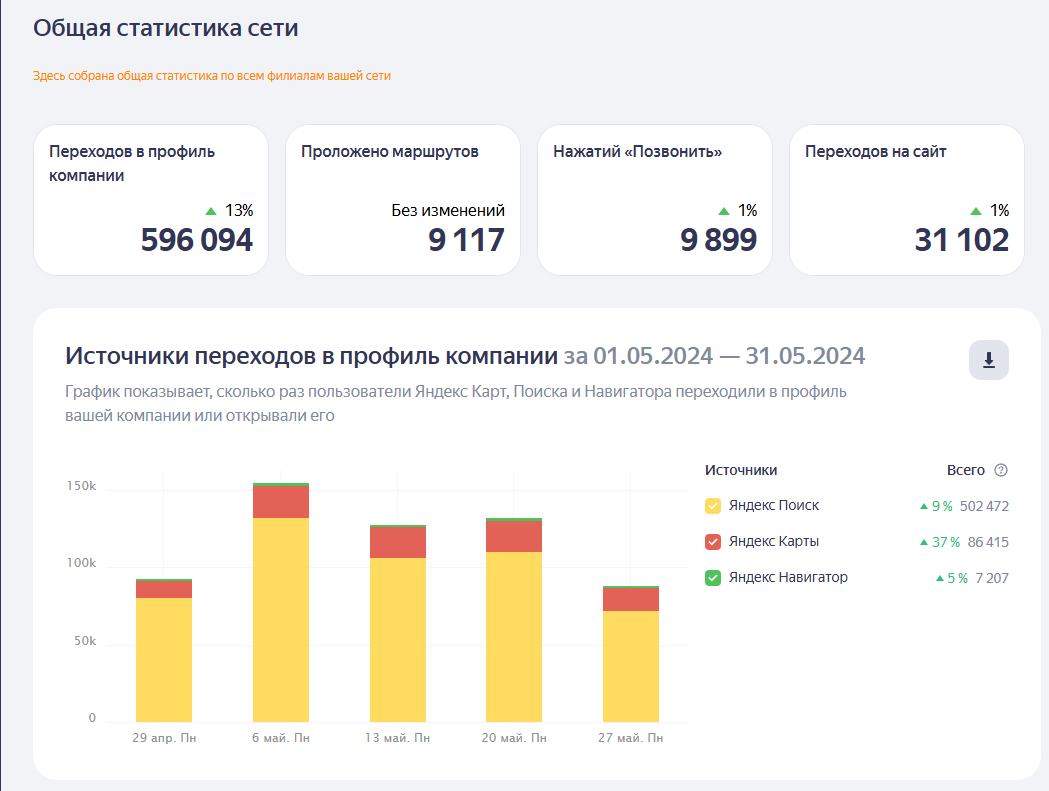 Общая статистика сети
Здесь собрана общая статистика по всем филиалам вашей сети
Переходов в профиль
компании
13%
596 094
Проложено маршрутов
Без изменений
9 117
Нажатий «Позвонить»
1%
9 899
Переходов на сайт
1%
31 102
Источники переходов в профиль компании за 01.05.2024 — 31.05.2024
График показывает, сколько раз пользователи Яндекс Карт, Поиска и Навигатора переходили в профиль
вашей компании или открывали его
150k
100k
50k
0
29 апр. Пн
6 май. Пн
13 май. Пн
20 май. Пн
27 май. Пн
Источники Всего ?
Яндекс Поиск 9 % 502 472
Яндекс Карты 37 % 86 415
Яндекс Навигатор 5 % 7 207